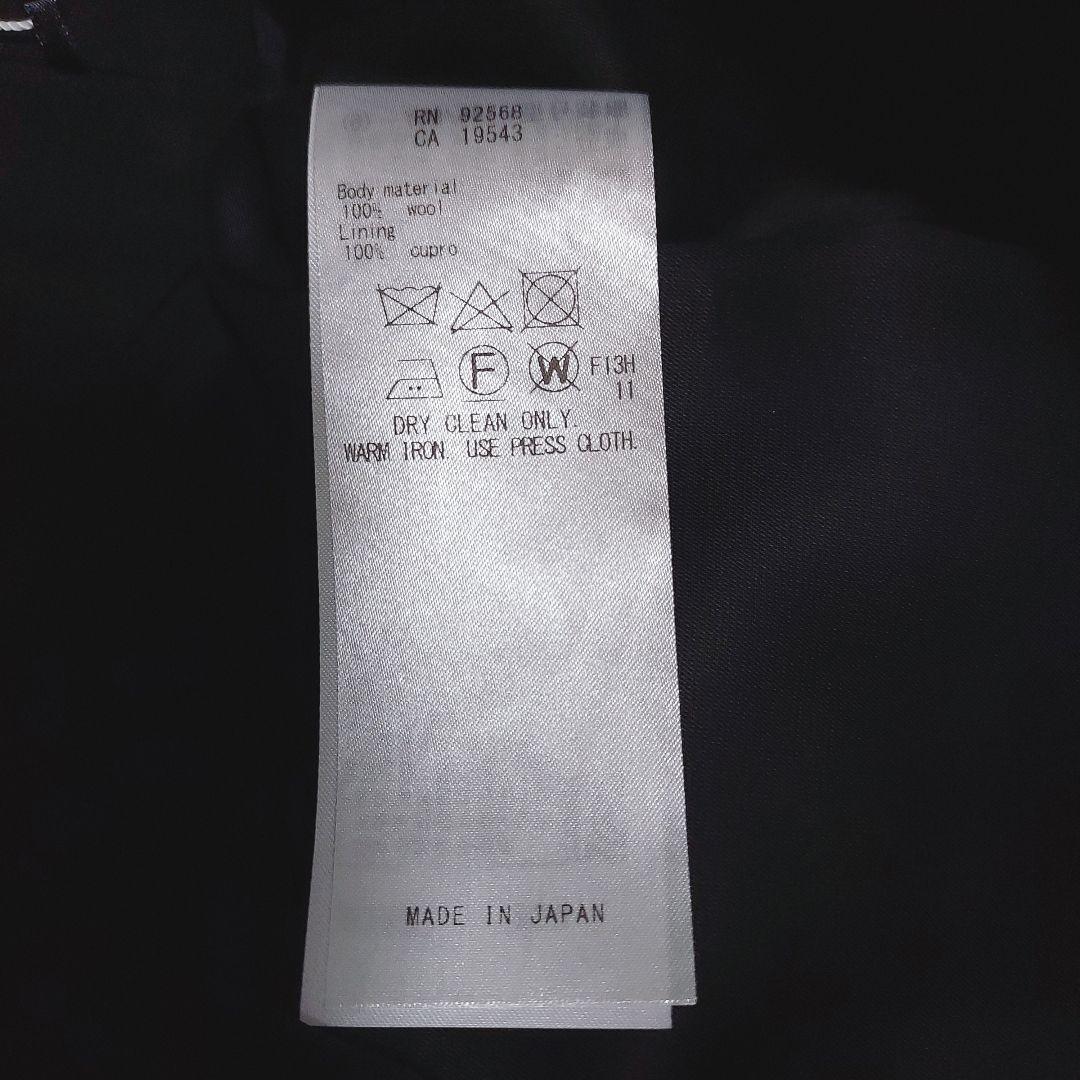 RN 92568
CA 19543
Body material
100% wool
Lining
100% cupro
F W F13H
11
DRY CLEAN ONLY.
WARM IRON. USE PRESS CLOTH.
MADE IN JAPAN